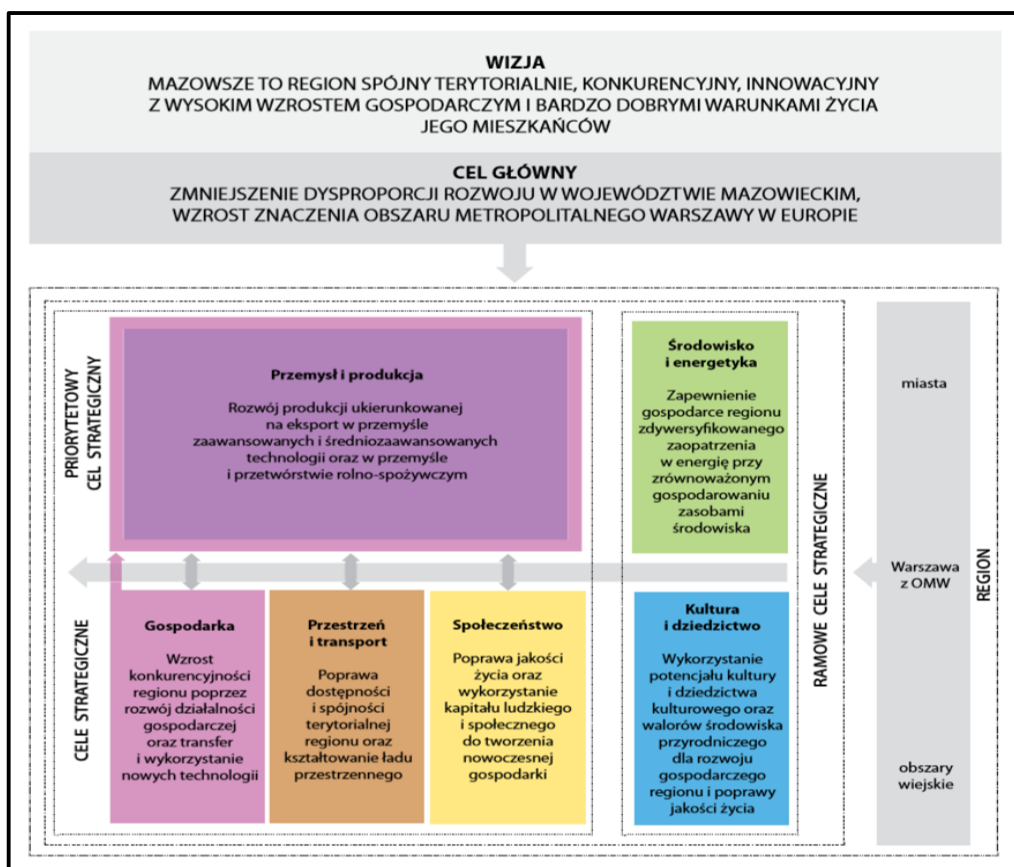 WIZJA
MAZOWSZE TO REGION SPÓJNY TERYTORIALNIE, KONKURENCYJNY, INNOWACYJNY
Z WYSOKIM WZROSTEM GOSPODARCZYM I BARDZO DOBRYMI WARUNKAMI ŻYCIA
JEGO MIESZKAŃCÓW
CEL GŁÓWNY
ZMNIEJSZENIE DYSPROPORCJI ROZWOJU W WOJEWÓDZTWIE MAZOWIECKIM,
WZROST ZNACZENIA OBSZARU METROPOLITALNEGO WARSZAWY W EUROPIE
PRIORYTETOWY
CEL STRATEGICZNY
Przemysł i produkcja
Rozwój produkcji ukierunkowanej
na eksport w przemyśle
zaawansowanych i średniozaawansowanych
technologii oraz w przemyśle
i przetwórstwie rolno-spożywczym
Środowisko
i energetyka
Zapewnienie
gospodarce regionu
zdywersyfikowanego
zaopatrzenia
w energię przy
zrównoważonym
gospodarowaniu
zasobami
środowiska
CELE STRATEGICZNE
Gospodarka
Wzrost
konkurencyjności
regionu poprzez
rozwój działalności
gospodarczej
oraz transfer
i wykorzystanie
nowych technologii
Przestrzeń
i transport
Poprawa
dostępności
i spójności
terytorialnej
regionu oraz
kształtowanie ładu
przestrzennego
Społeczeństwo
Poprawa jakości
życia oraz
wykorzystanie
kapitału ludzkiego
i społecznego
do tworzenia
nowoczesnej
gospodarki
Kultura
i dziedzictwo
Wykorzystanie
potencjału kultury
i dziedzictwa
kulturowego oraz
walorów środowiska
przyrodniczego
dla rozwoju
gospodarczego
regionu i poprawy
jakości życia
RAMOWE CELE STRATEGICZNE
miasta
Warszawa
z OMW
obszary
wiejskie
REGION